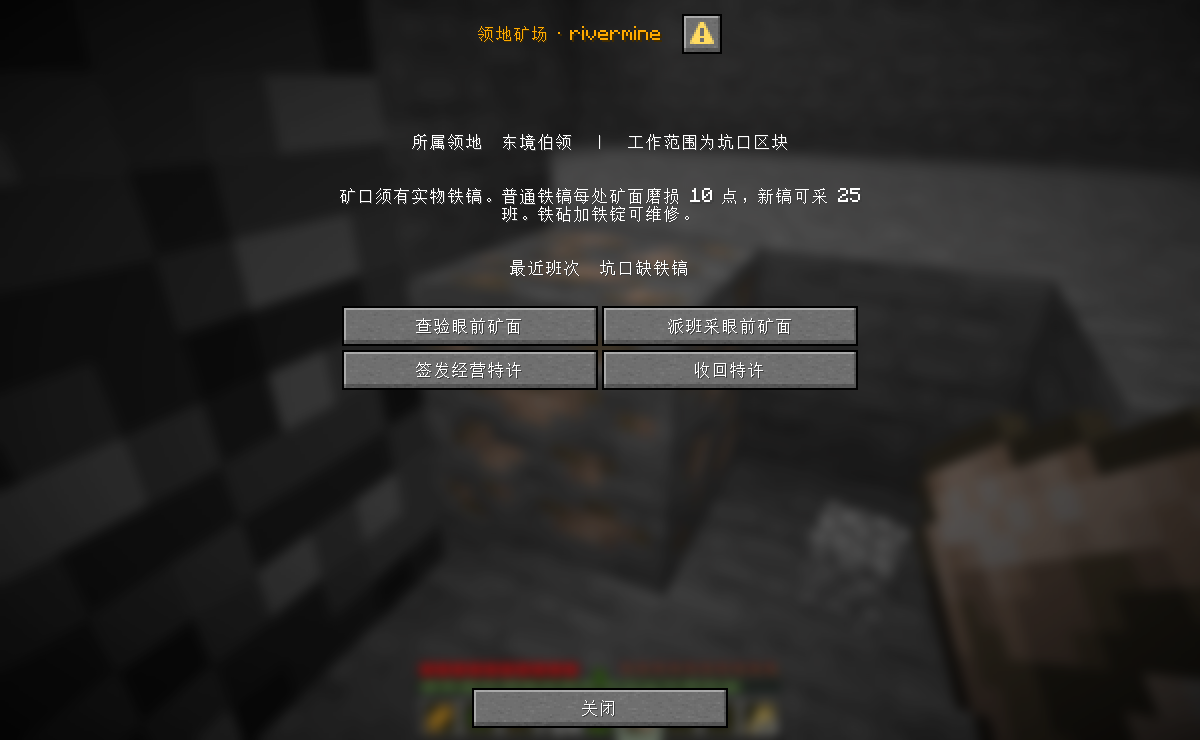 领地矿场 · rivermine
所属领地 东境伯领 | 工作范围为坑口区块
矿口须有实物铁镐。普通铁镐每处矿面磨损 10 点，新镐可采 25
班。铁砧加铁锭可维修。
最近班次 坑口缺铁镐
查验眼前矿面 派班采眼前矿面
签发经营特许 收回特许
关闭